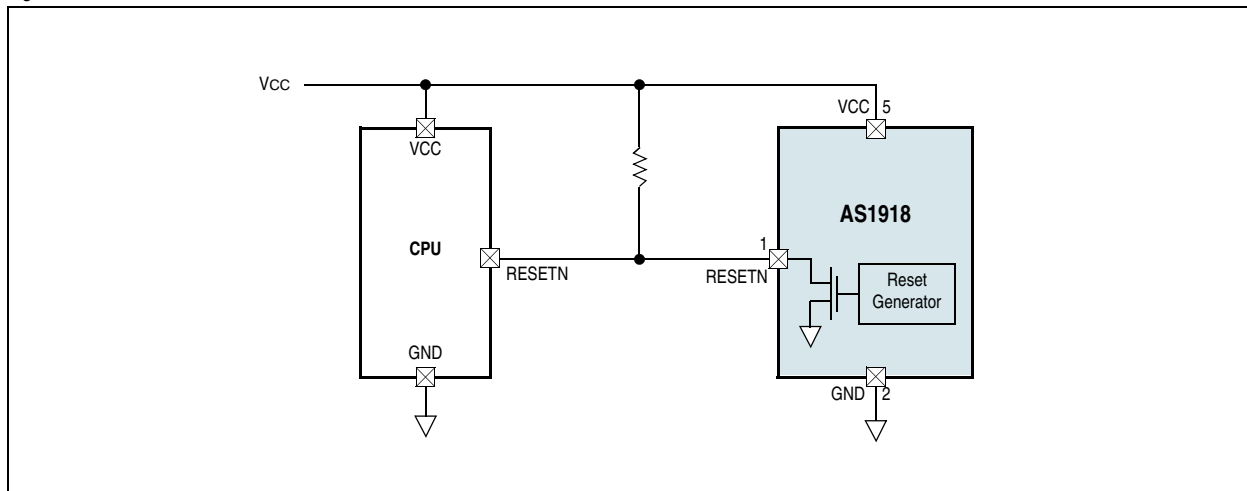 VCC
VCC 5
VCC
AS1918
CPU
1
RESETN
RESETN
Reset
Generator
GND
GND 2